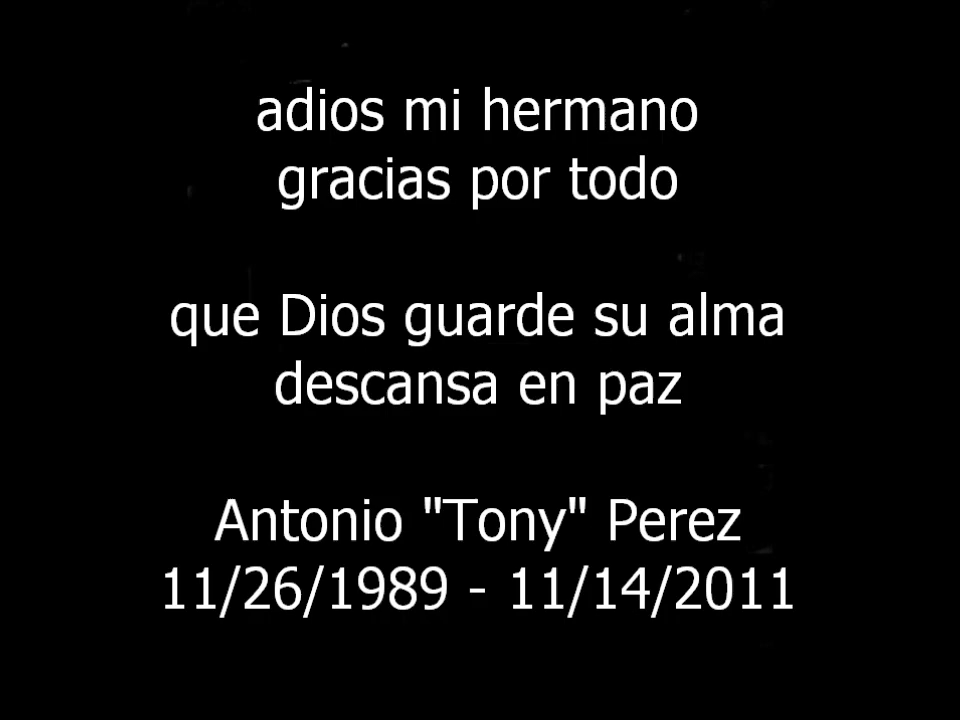 adios mi hermano
gracias por todo
que Dios guarde su alma
descansa en paz
Antonio "Tony" Perez
11/26/1989 - 11/14/2011